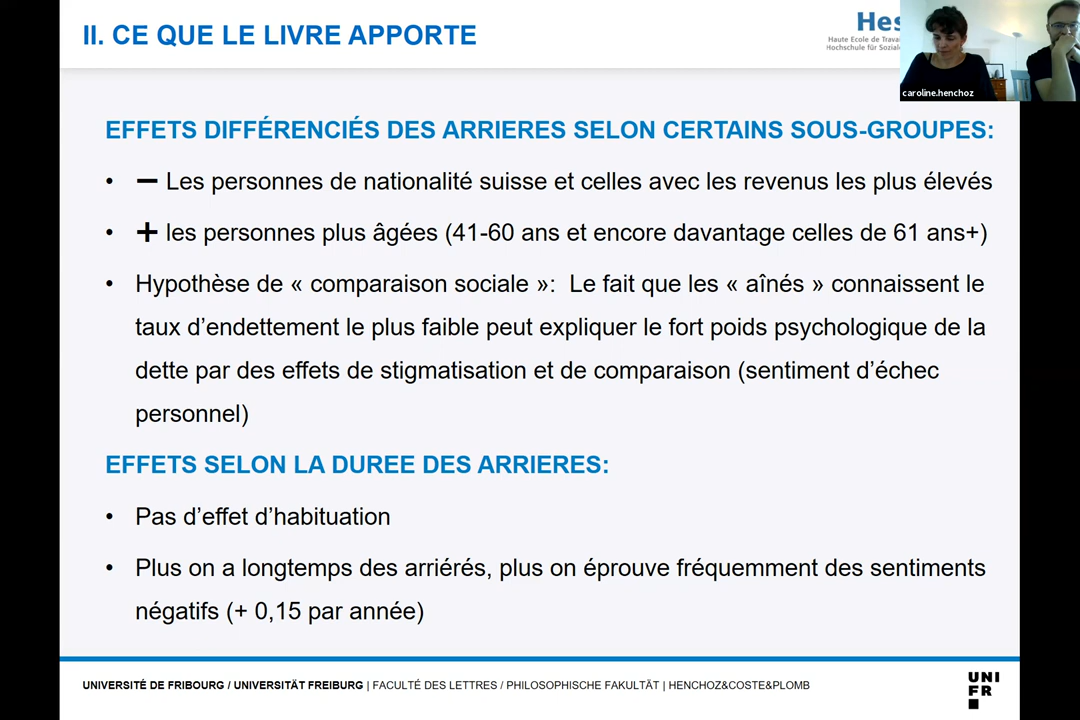 II. CE QUE LE LIVRE APPORTE
Haute Ecole de
Hochschule für
caroline.henchoz
EFFETS DIFFÉRENCIÉS DES ARRIERES SELON CERTAINS SOUS-GROUPES:
• — Les personnes de nationalité suisse et celles avec les revenus les plus élevés
• + les personnes plus âgées (41-60 ans et encore davantage celles de 61 ans+)
• Hypothèse de « comparaison sociale »: Le fait que les « aînés » connaissent le
taux d’endettement le plus faible peut expliquer le fort poids psychologique de la
dette par des effets de stigmatisation et de comparaison (sentiment d’échec
personnel)
EFFETS SELON LA DUREE DES ARRIERES:
• Pas d’effet d’habituation
• Plus on a longtemps des arriérés, plus on éprouve fréquemment des sentiments
négatifs (+ 0,15 par année)
UNIVERSITÉ DE FRIBOURG / UNIVERSITÄT FREIBURG | FACULTÉ DES LETTRES / PHILOSOPHISCHE FAKULTÄT | HENCHOZ&COSTE&PLOMB
UNI
FR